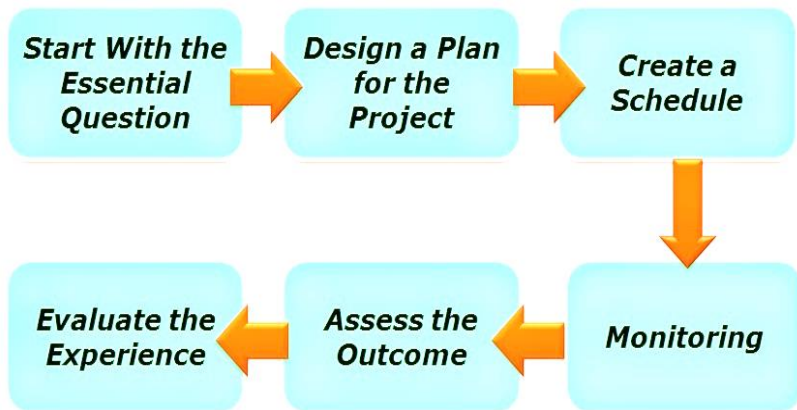 Start With the
Essential
Question
Design a Plan
for the
Project
Create a
Schedule
Monitoring
Assess the
Outcome
Evaluate the
Experience